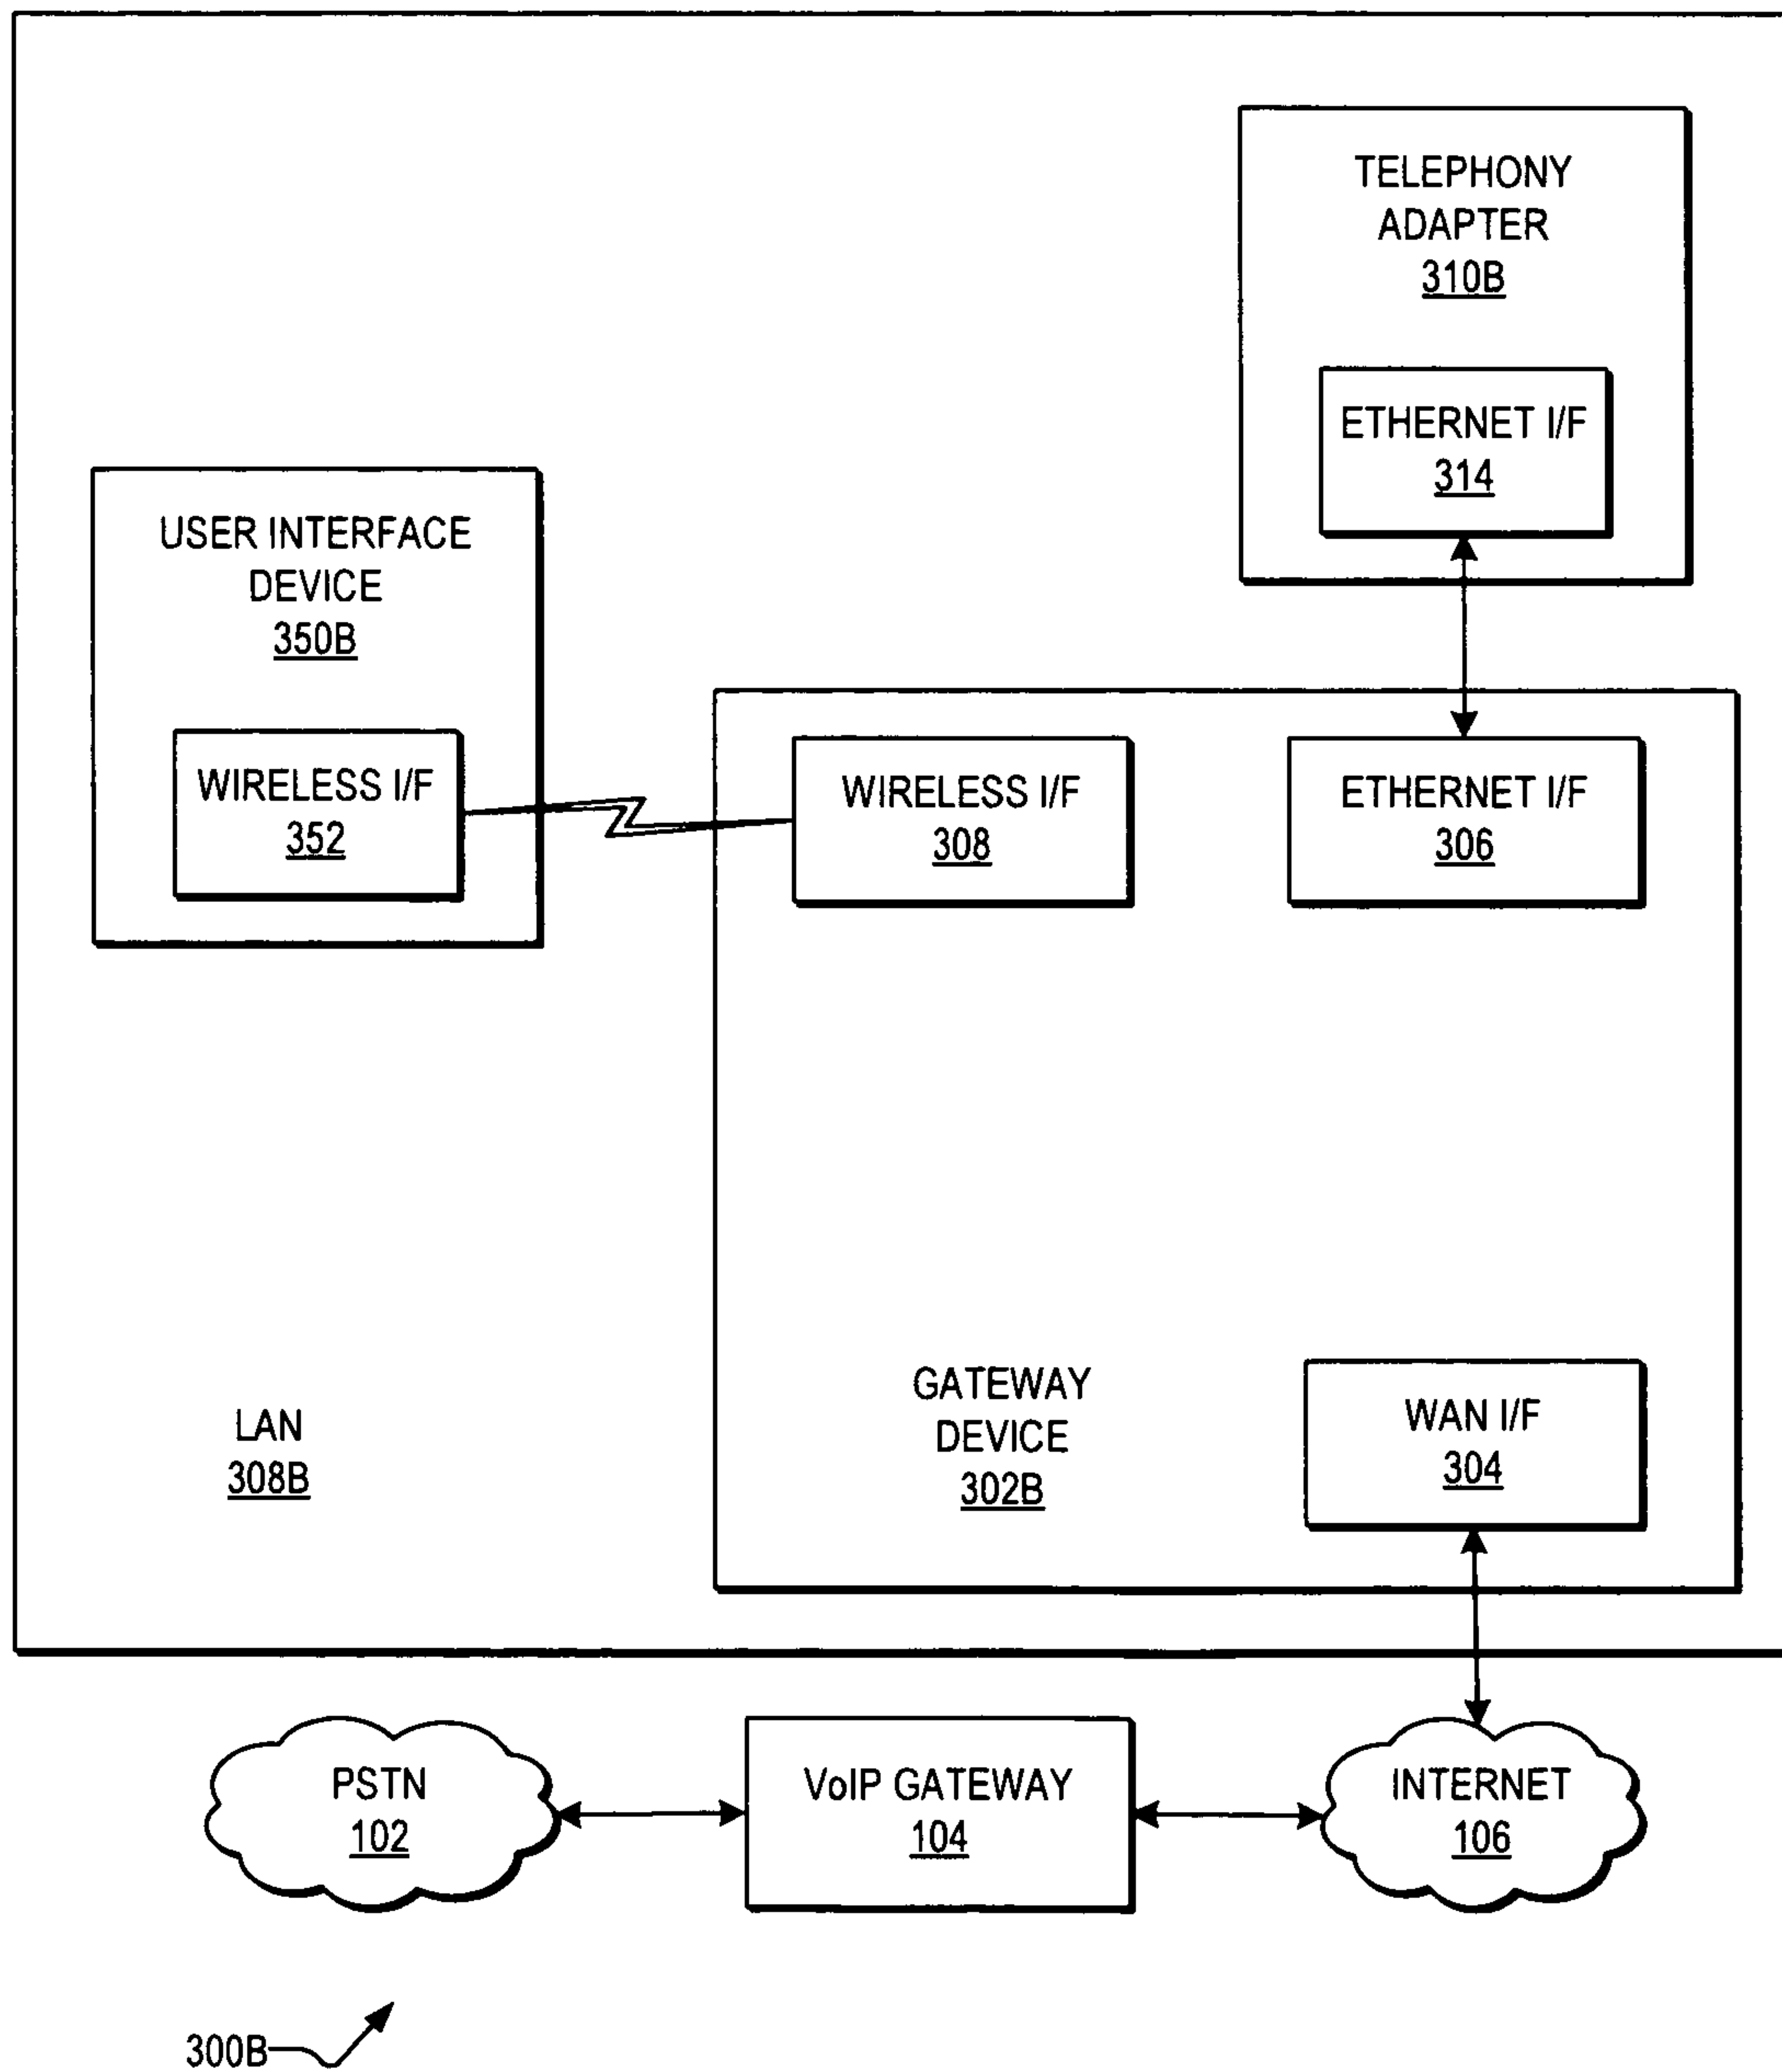 TELEPHONY
ADAPTER
310B
ETHERNET I/F
314
USER INTERFACE
DEVICE
350B
WIRELESS I/F
352
WIRELESS I/F
308
ETHERNET I/F
306
LAN
308B
GATEWAY
DEVICE
302B
WAN I/F
304
PSTN
102
VoIP GATEWAY
104
INTERNET
106
300B